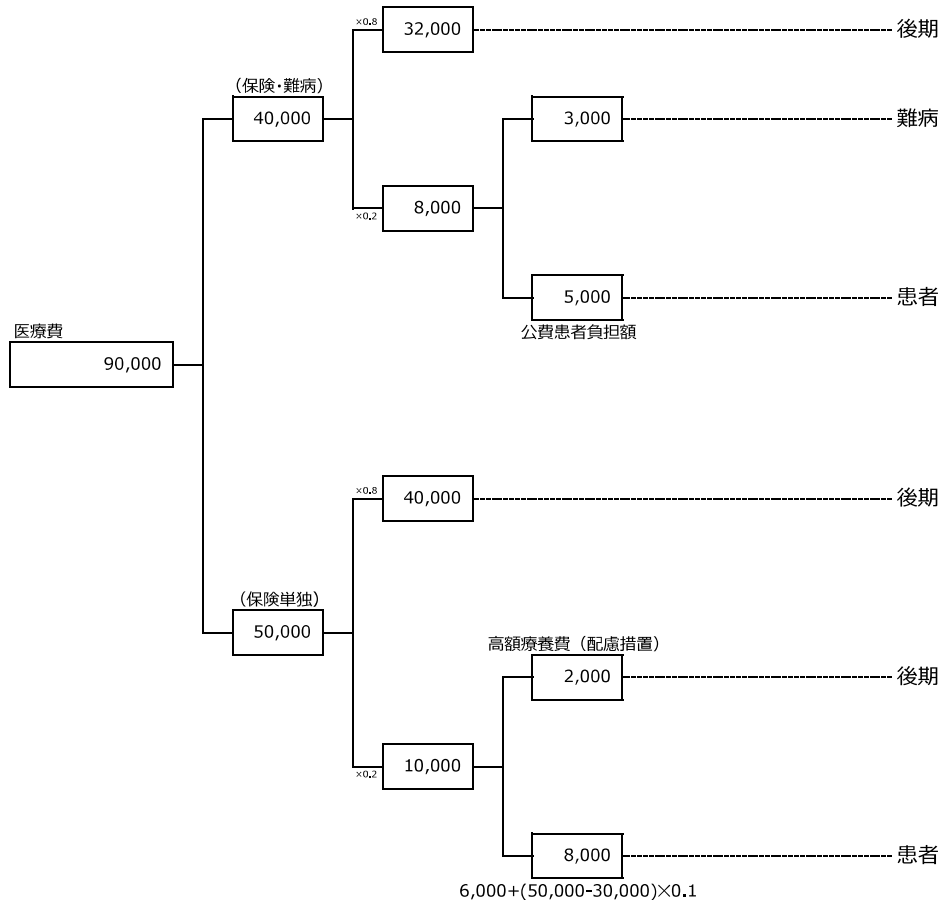 ×0.8
32,000
後期
(保険・難病)
40,000
3,000
難病
8,000
×0.2
5,000
患者
公費患者負担額
医療費
90,000
×0.8
40,000
後期
(保険単独)
50,000
高額療養費（配慮措置）
2,000
後期
10,000
×0.2
8,000
患者
6,000+(50,000-30,000)×0.1